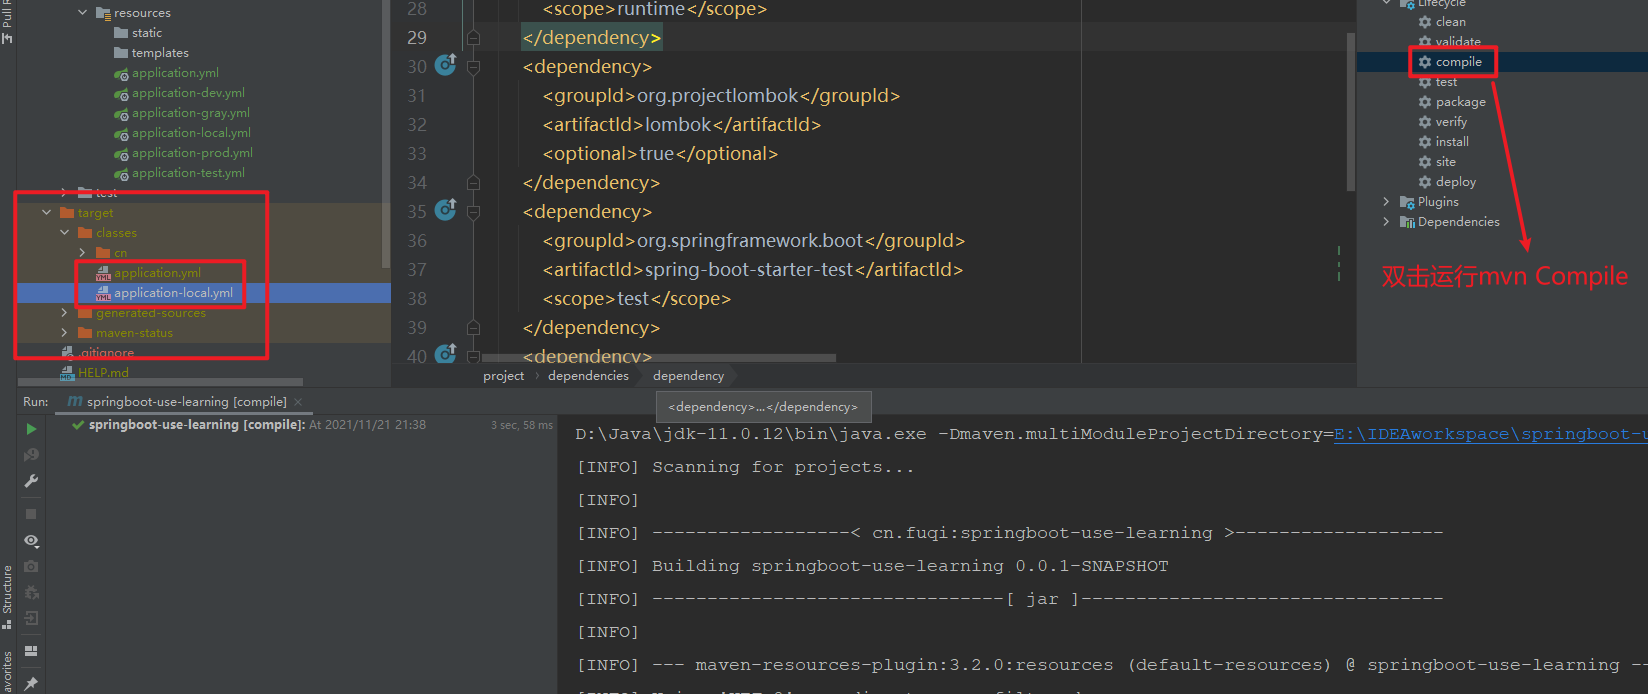 Pull R
resources
static
templates
application.yml
application-dev.yml
application-gray.yml
application-local.yml
application-prod.yml
application-test.yml
test
target
classes
cn
application.yml
application-local.yml
generated-sources
maven-status
.gitignore
HELP.md
28 <scope>runtime</scope>
29 </dependency>
30 <dependency>
31 <groupId>org.projectlombok</groupId>
32 <artifactId>lombok</artifactId>
33 <optional>true</optional>
34 </dependency>
35 <dependency>
36 <groupId>org.springframework.boot</groupId>
37 <artifactId>spring-boot-starter-test</artifactId>
38 <scope>test</scope>
39 </dependency>
40 <dependency>
project dependencies dependency
<dependency>...</dependency>
Lifecycle
clean
validate
compile
test
package
verify
install
site
deploy
Plugins
Dependencies
双击运行mvn Compile
Run: springboot-use-learning [compile]
springboot-use-learning [compile]: At 2021/11/21 21:38 3 sec, 58 ms
D:\Java\jdk-11.0.12\bin\java.exe -Dmaven.multiModuleProjectDirectory=E:\IDEAworkspace\springboot-u
[INFO] Scanning for projects...
[INFO]
[INFO] ------------------< cn.fuqi:springboot-use-learning >-------------------
[INFO] Building springboot-use-learning 0.0.1-SNAPSHOT
[INFO] --------------------------------[ jar ]---------------------------------
[INFO]
[INFO] --- maven-resources-plugin:3.2.0:resources (default-resources) @ springboot-use-learning --
Structure
avorites